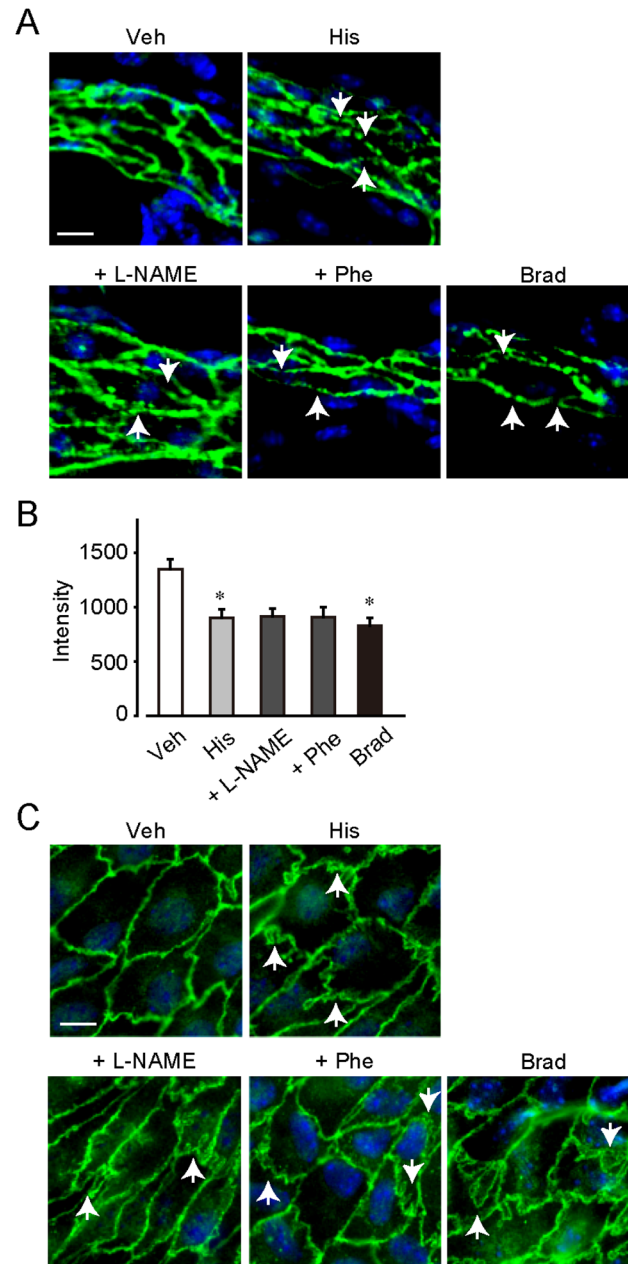 A
Veh His
+ L-NAME + Phe Brad
B
Intensity
1500
1000
500
0
* *
Veh His + L-NAME + Phe Brad
C
Veh His
+ L-NAME + Phe Brad